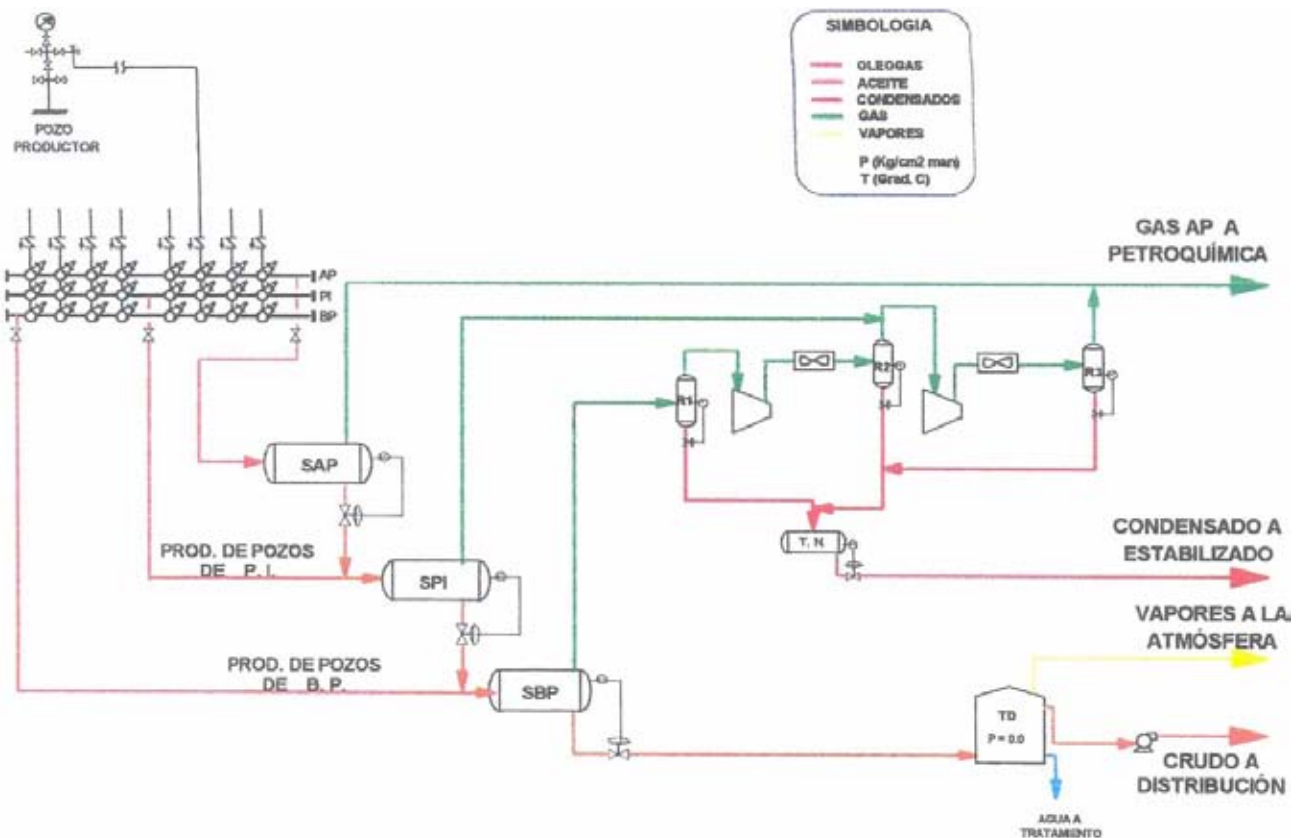 SIMBOLOGIA
OLEOGAS
ACEITE
CONDENSADOS
GAS
VAPORES
P (Kg/cm2 man)
T (Grad. C)
POZO
PRODUCTOR
AP
PI
BP
GAS AP A
PETROQUÍMICA
R1
R2
R3
SAP
T. N.
CONDENSADO A
ESTABILIZADO
PROD. DE POZOS
DE P. I.
SPI
VAPORES A LA
ATMÓSFERA
PROD. DE POZOS
DE B. P.
SBP
TD
P = 0.0
CRUDO A
DISTRIBUCIÓN
AGUA A
TRATAMIENTO